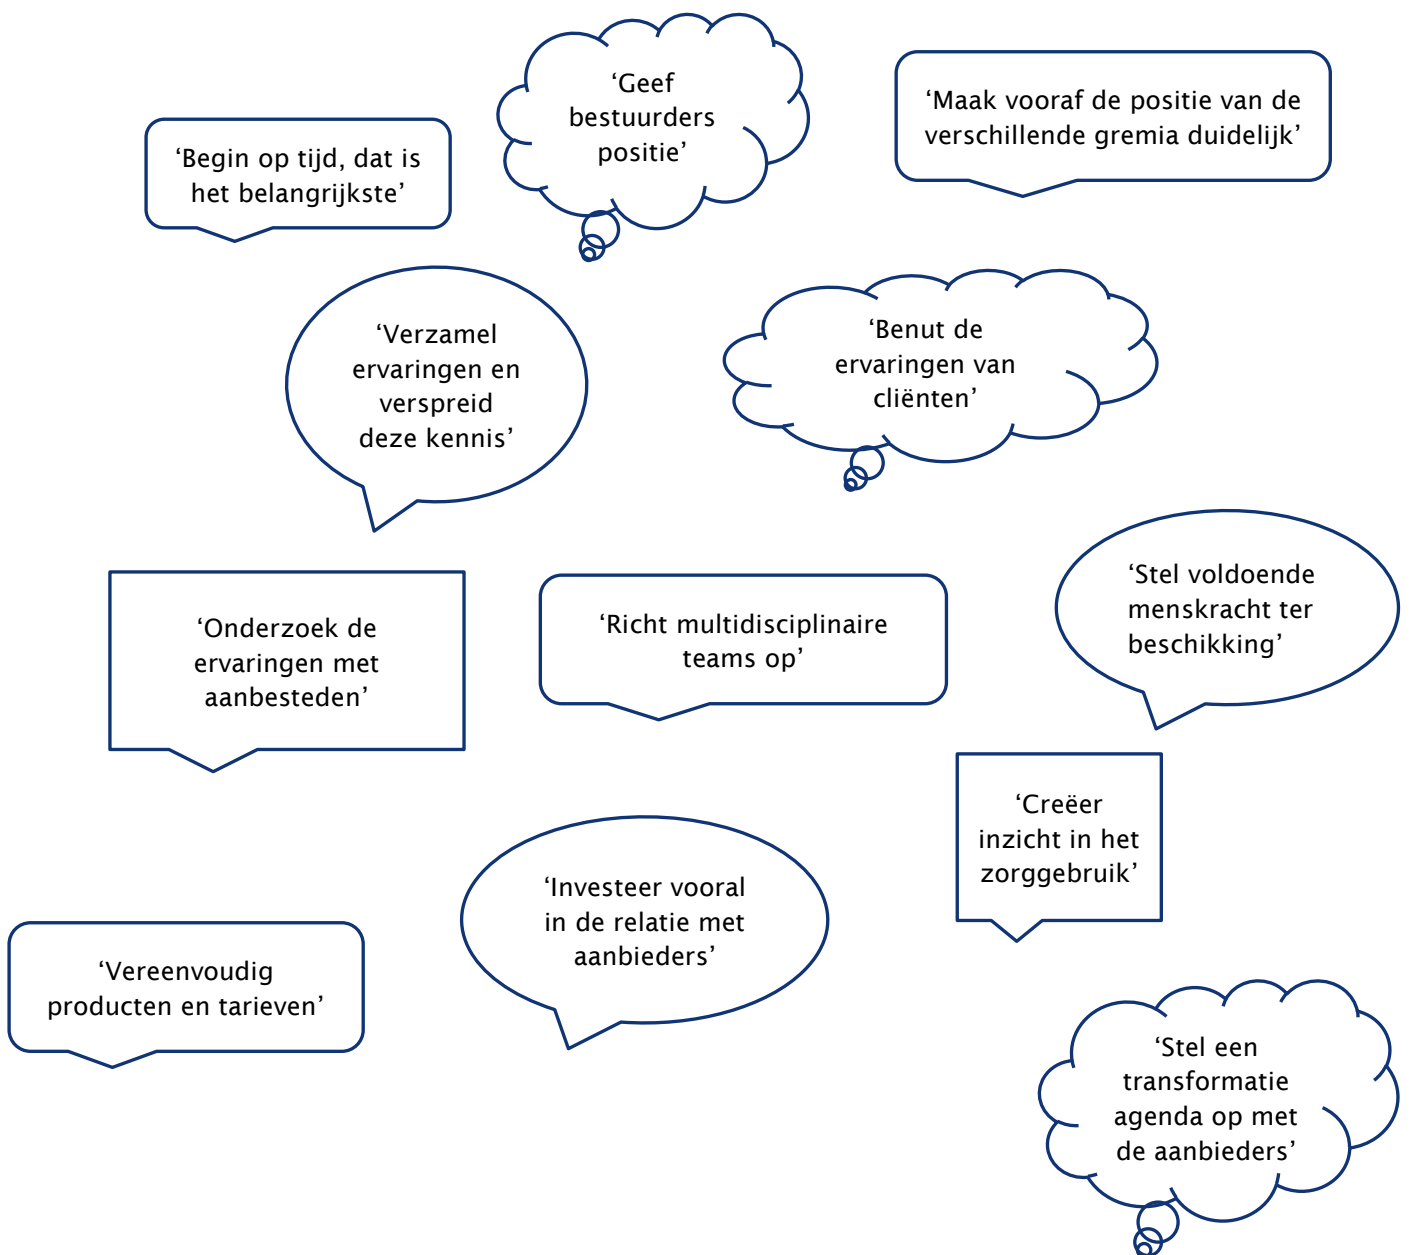 ‘Geef
bestuurders
positie’
‘Maak vooraf de positie van de
verschillende gremia duidelijk’
‘Begin op tijd, dat is
het belangrijkste’
‘Verzamel
ervaringen en
verspreid
deze kennis’
‘Benut de
ervaringen van
cliënten’
‘Stel voldoende
menskracht ter
beschikking’
‘Onderzoek de
ervaringen met
aanbesteden’
‘Richt multidisciplinaire
teams op’
‘Creëer
inzicht in het
zorggebruik’
‘Investeer vooral
in de relatie met
aanbieders’
‘Vereenvoudig
producten en tarieven’
‘Stel een
transformatie
agenda op met
de aanbieders’